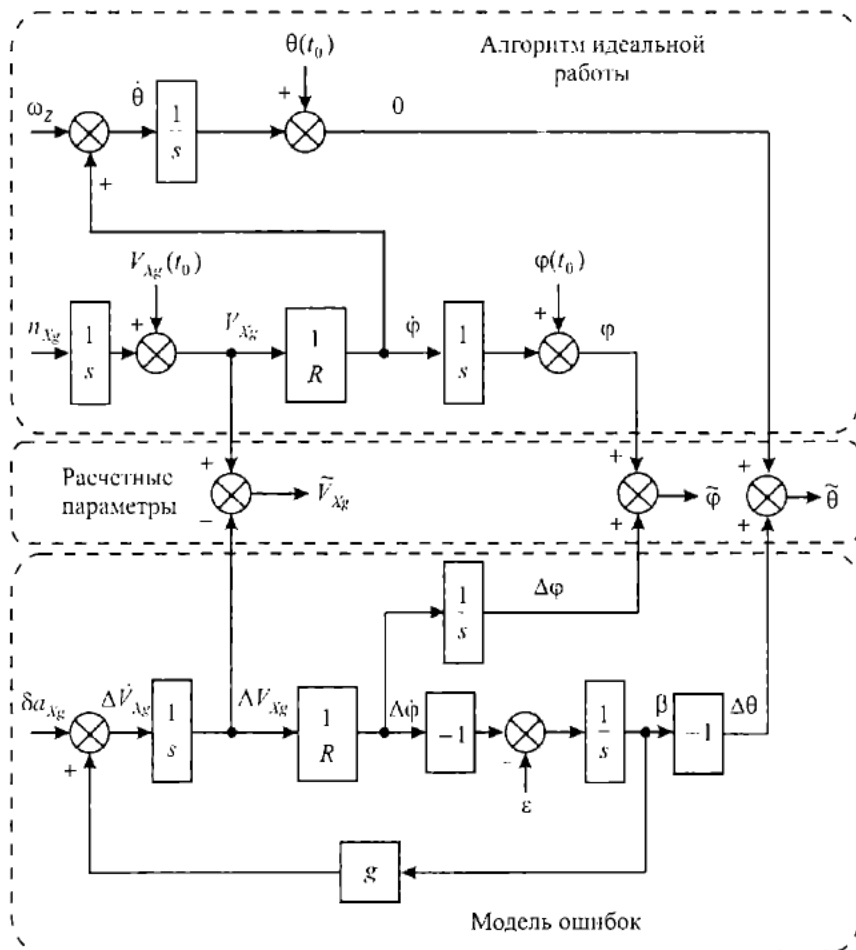 Алгоритм идеальной
работы
θ(t₀)
+
ω_z
θ̇
1
s
0
+
V_Xg(t₀)
φ(t₀)
n_Xg
1
s
+
V_Xg
1
R
φ̇
1
s
+
φ
Расчетные
параметры
+
−
Ṽ_Xg
+
+
φ̃
+
+
θ̃
1
s
Δφ
δa_Xg
+
ΔV̇_Xg
1
s
ΔV_Xg
1
R
Δφ̇
−1
-
ε
1
s
β
−1
Δθ
g
Модель ошибок